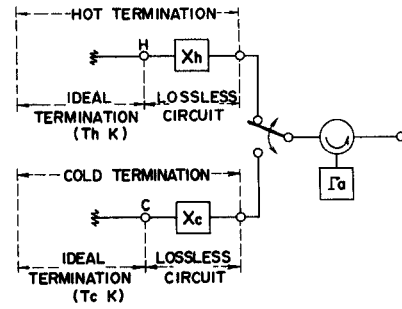 HOT TERMINATION
H
Xh
IDEAL TERMINATION (Th K)
LOSSLESS CIRCUIT
COLD TERMINATION
C
Xc
Γa
IDEAL TERMINATION (Tc K)
LOSSLESS CIRCUIT